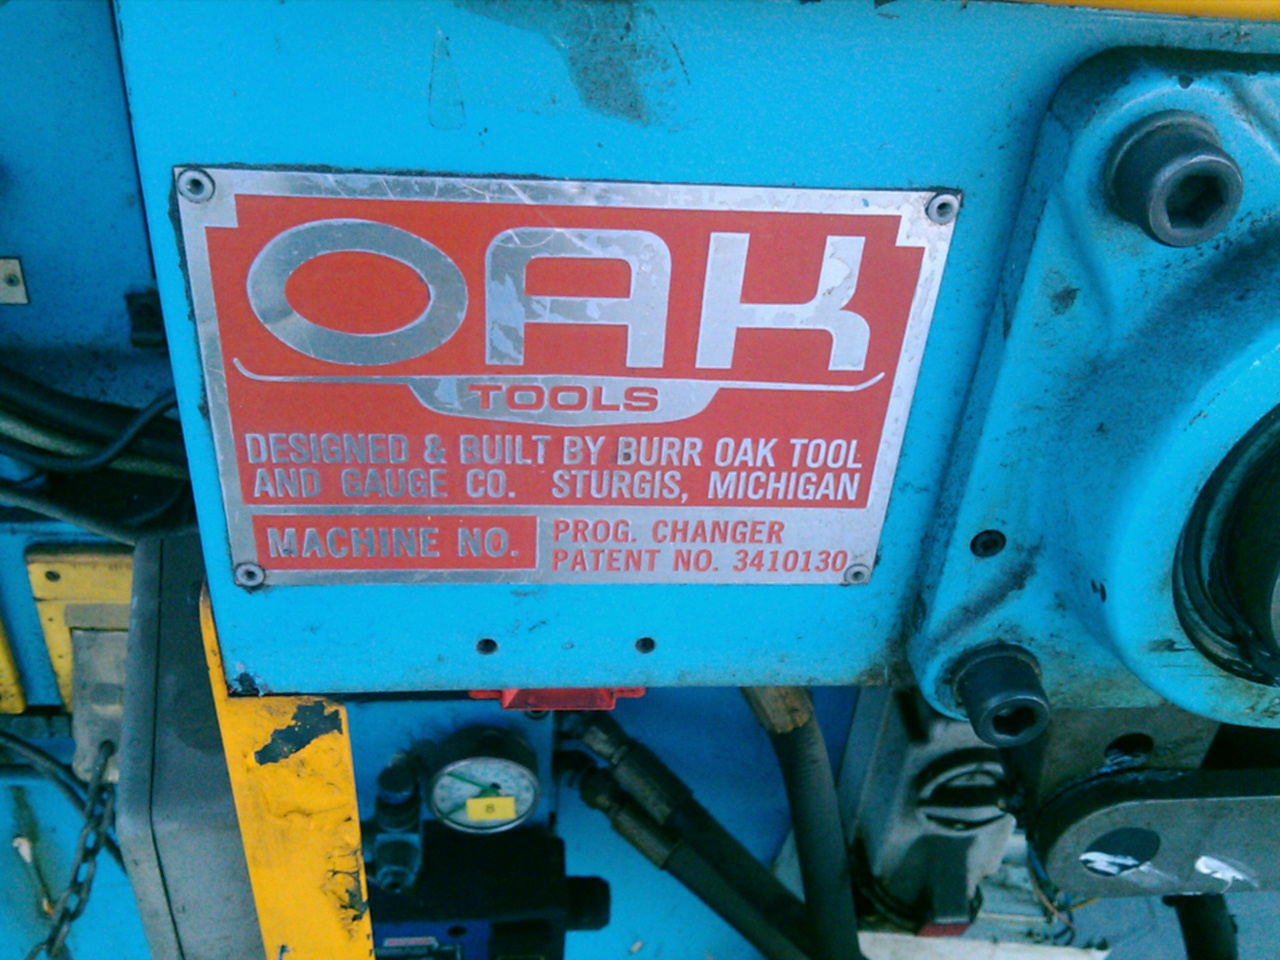 OAK
TOOLS
DESIGNED & BUILT BY BURR OAK TOOL
AND GAUGE CO. STURGIS, MICHIGAN
MACHINE NO.
PROG. CHANGER
PATENT NO. 3410130
8